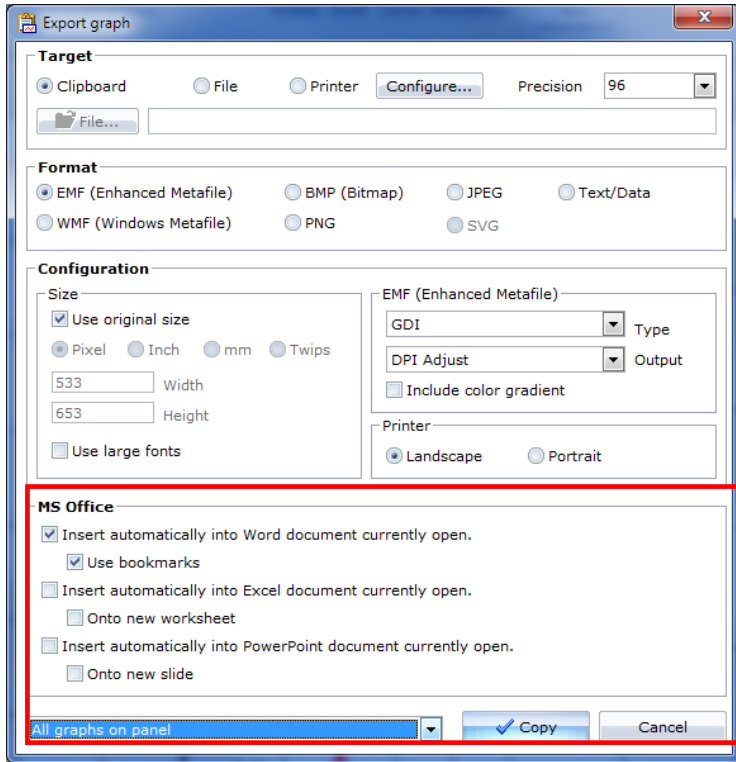 Export graph
Target
Clipboard File Printer Configure... Precision 96
File...
Format
EMF (Enhanced Metafile) BMP (Bitmap) JPEG Text/Data
WMF (Windows Metafile) PNG SVG
Configuration
Size
Use original size
Pixel Inch mm Twips
533 Width
653 Height
Use large fonts
EMF (Enhanced Metafile)
GDI Type
DPI Adjust Output
Include color gradient
Printer
Landscape Portrait
MS Office
Insert automatically into Word document currently open.
Use bookmarks
Insert automatically into Excel document currently open.
Onto new worksheet
Insert automatically into PowerPoint document currently open.
Onto new slide
All graphs on panel Copy Cancel